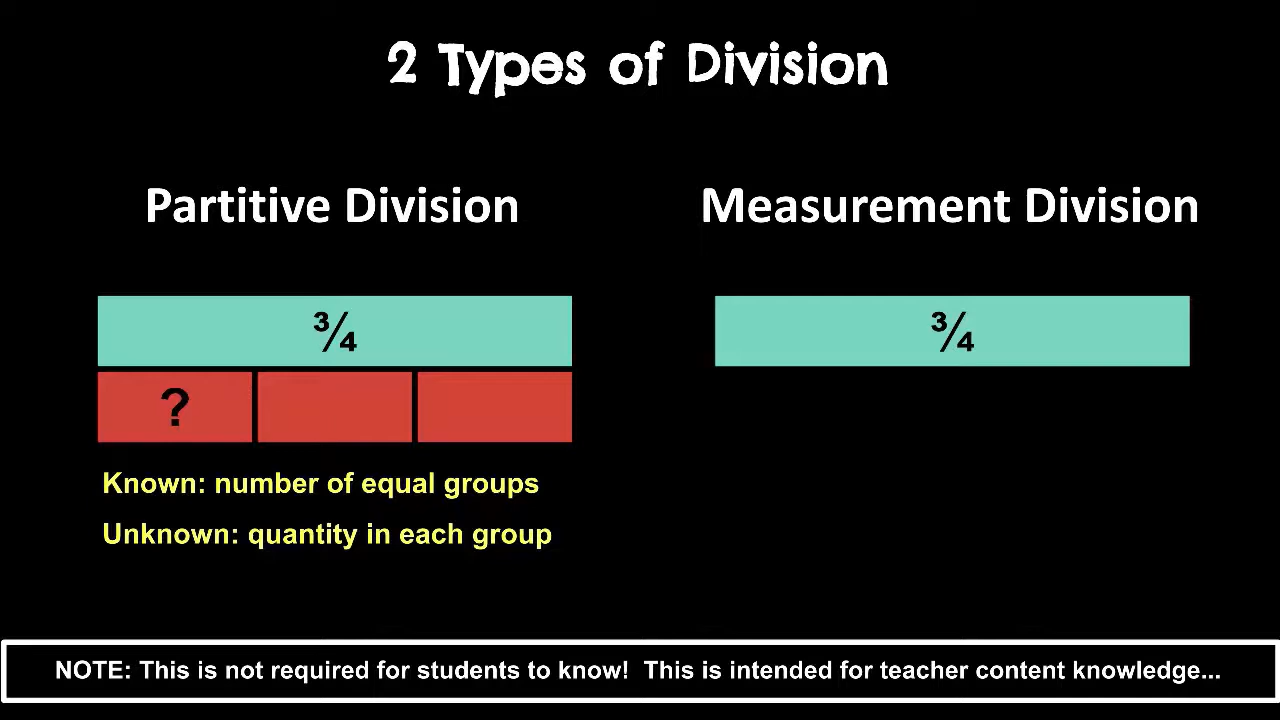 2 Types of Division
Partitive Division
¾
?
Known: number of equal groups
Unknown: quantity in each group
Measurement Division
¾
NOTE: This is not required for students to know!  This is intended for teacher content knowledge...